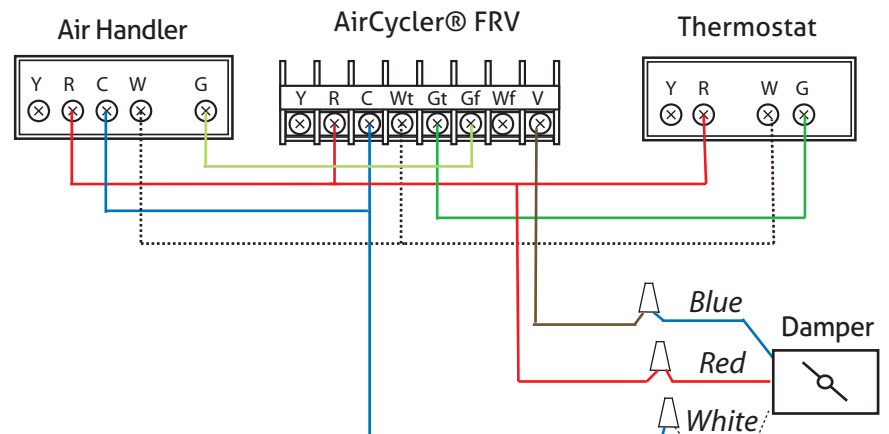 Air Handler
AirCycler® FRV
Thermostat
Y R C W G
Y R C Wt Gt Gf Wf V
Y R W G
Blue
Damper
Red
White